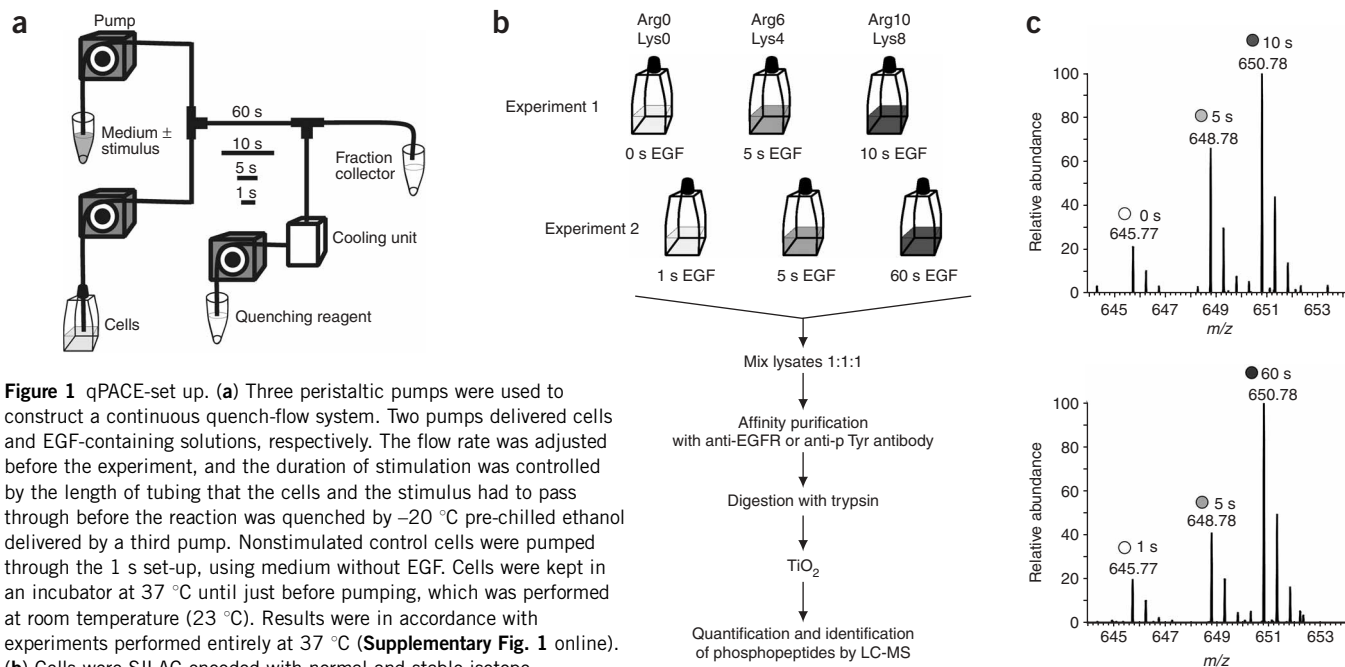 a
Pump
Medium ±
stimulus
60 s
10 s
5 s
1 s
Fraction
collector
Cooling unit
Quenching reagent
Cells
Figure 1 qPACE-set up. (a) Three peristaltic pumps were used to
construct a continuous quench-flow system. Two pumps delivered cells
and EGF-containing solutions, respectively. The flow rate was adjusted
before the experiment, and the duration of stimulation was controlled
by the length of tubing that the cells and the stimulus had to pass
through before the reaction was quenched by –20 °C pre-chilled ethanol
delivered by a third pump. Nonstimulated control cells were pumped
through the 1 s set-up, using medium without EGF. Cells were kept in
an incubator at 37 °C until just before pumping, which was performed
at room temperature (23 °C). Results were in accordance with
experiments performed entirely at 37 °C (Supplementary Fig. 1 online).
(b) Cells were SILAC encoded with normal and stable isotope
b
Arg0 Arg6 Arg10
Lys0 Lys4 Lys8
Experiment 1
0 s EGF 5 s EGF 10 s EGF
Experiment 2
1 s EGF 5 s EGF 60 s EGF
Mix lysates 1:1:1
Affinity purification
with anti-EGFR or anti-p Tyr antibody
Digestion with trypsin
TiO2
Quantification and identification
of phosphopeptides by LC-MS
c
10 s
650.78
5 s
648.78
0 s
645.77
Relative abundance
100
80
60
40
20
0
645 647 649 651 653
m/z
60 s
650.78
5 s
648.78
1 s
645.77
Relative abundance
100
80
60
40
20
0
645 647 649 651 653
m/z